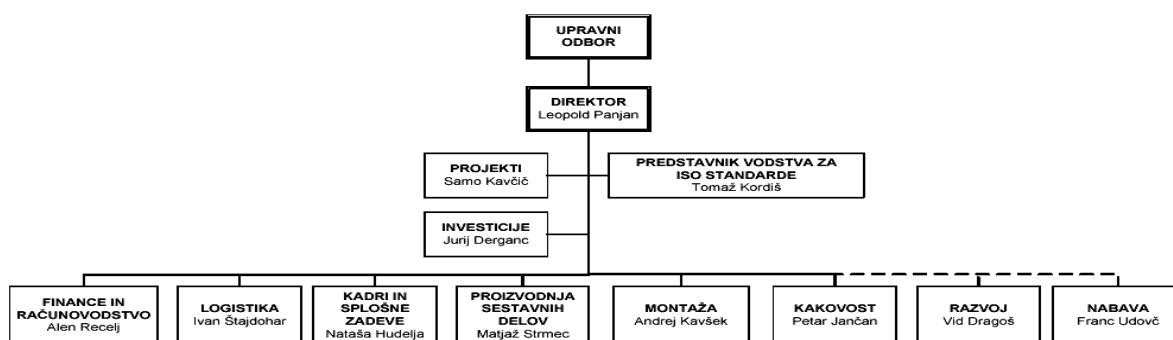 UPRAVNI
ODBOR
DIREKTOR
Leopold Panjan
PROJEKTI
Samo Kavčič
PREDSTAVNIK VODSTVA ZA
ISO STANDARDE
Tomaž Kordiš
INVESTICIJE
Jurij Derganc
FINANCE IN
RAČUNOVODSTVO
Alen Recelj
LOGISTIKA
Ivan Štajdohar
KADRI IN
SPLOŠNE
ZADEVE
Nataša Hudelja
PROIZVODNJA
SESTAVNIH
DELOV
Matjaž Strmec
MONTAŽA
Andrej Kavšek
KAKOVOST
Petar Jančan
RAZVOJ
Vid Dragoš
NABAVA
Franc Udovč